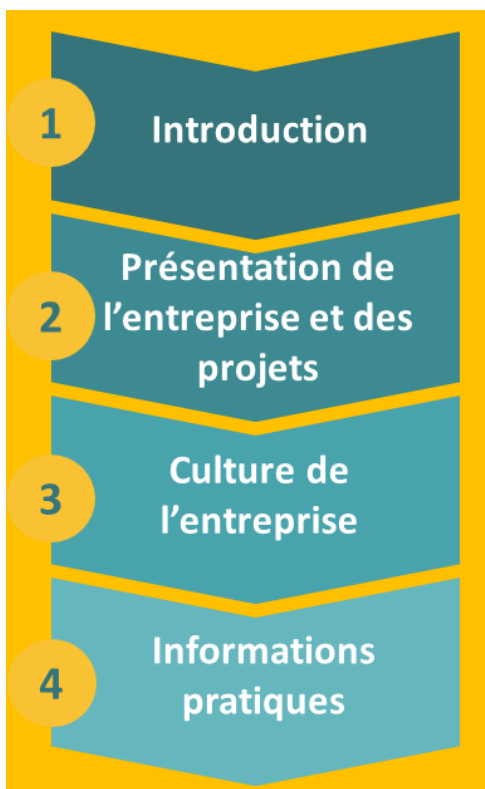 1
Introduction
2
Présentation de
l’entreprise et des
projets
3
Culture de
l’entreprise
4
Informations
pratiques